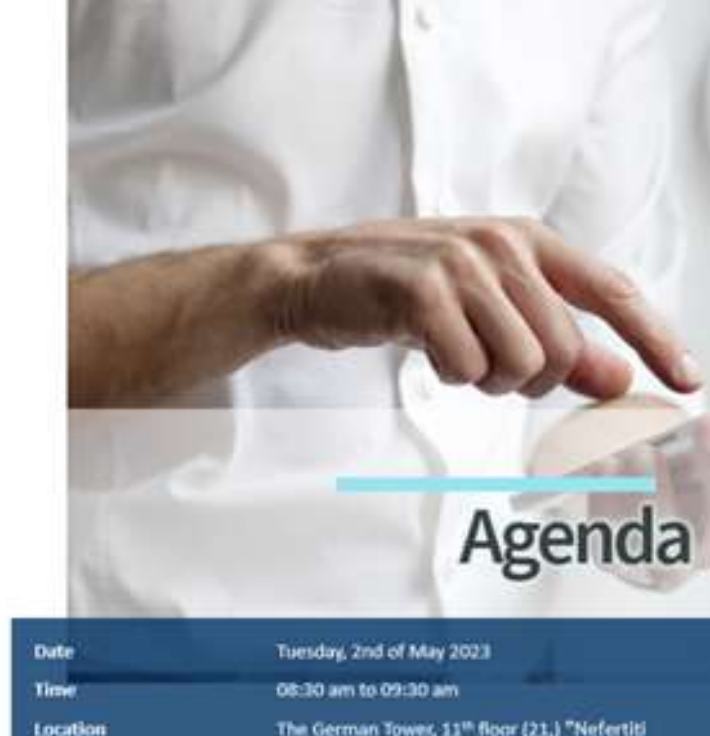 Agenda
Date Tuesday, 2nd of May 2023
Time 08:30 am to 09:30 am
Location The German Tower, 11th floor (21.) "Nefertiti